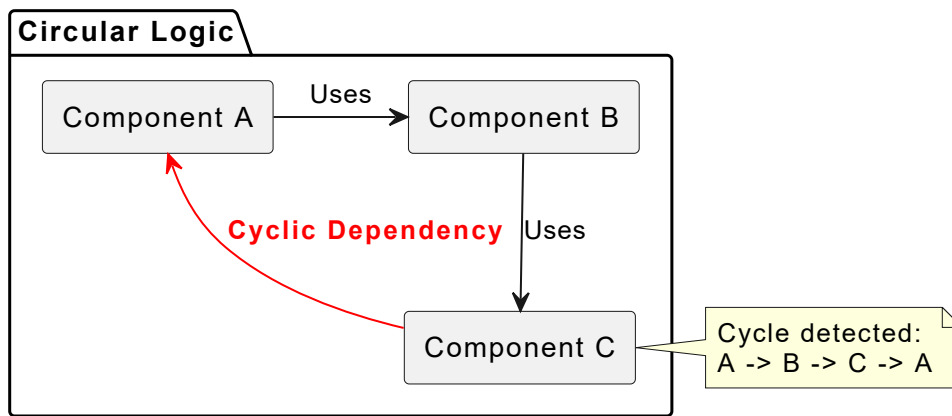 Circular Logic
Component A
Uses
Component B
Cyclic Dependency
Uses
Component C
Cycle detected:
A -> B -> C -> A